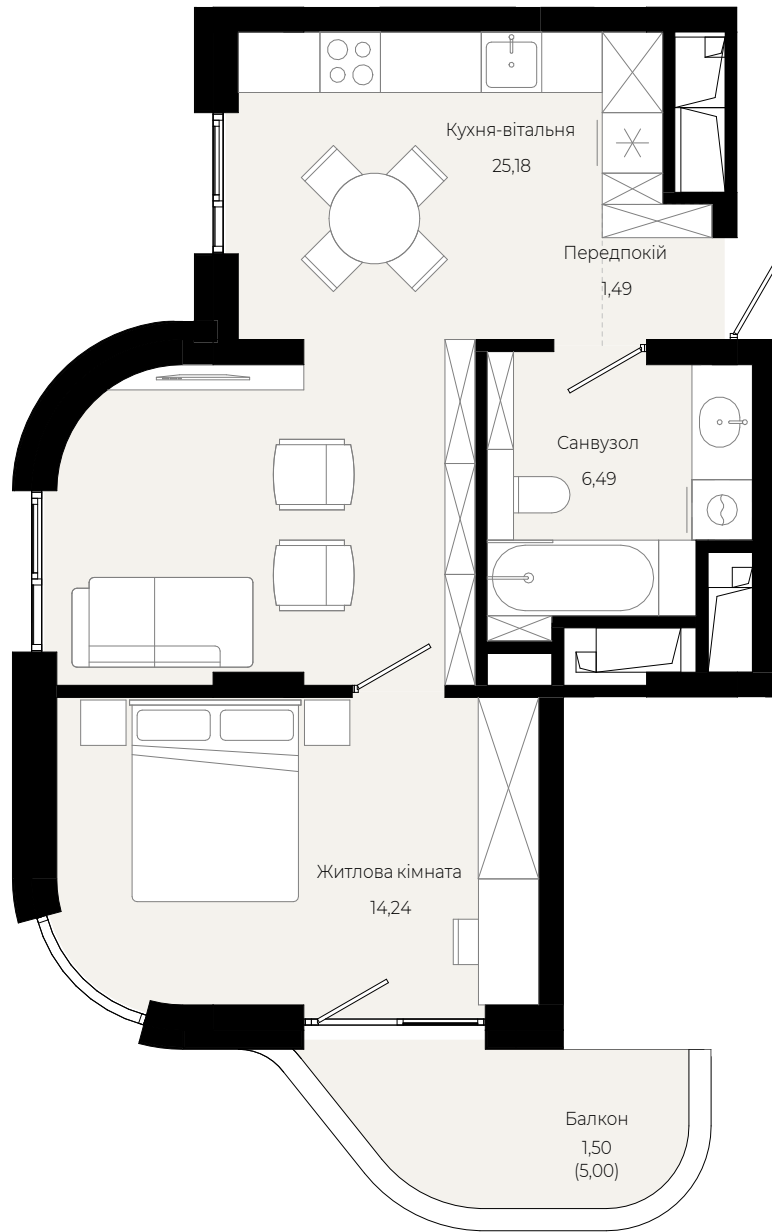 Кухня-вітальня
25,18
Передпокій
1,49
Санвузол
6,49
Житлова кімната
14,24
Балкон
1,50
(5,00)